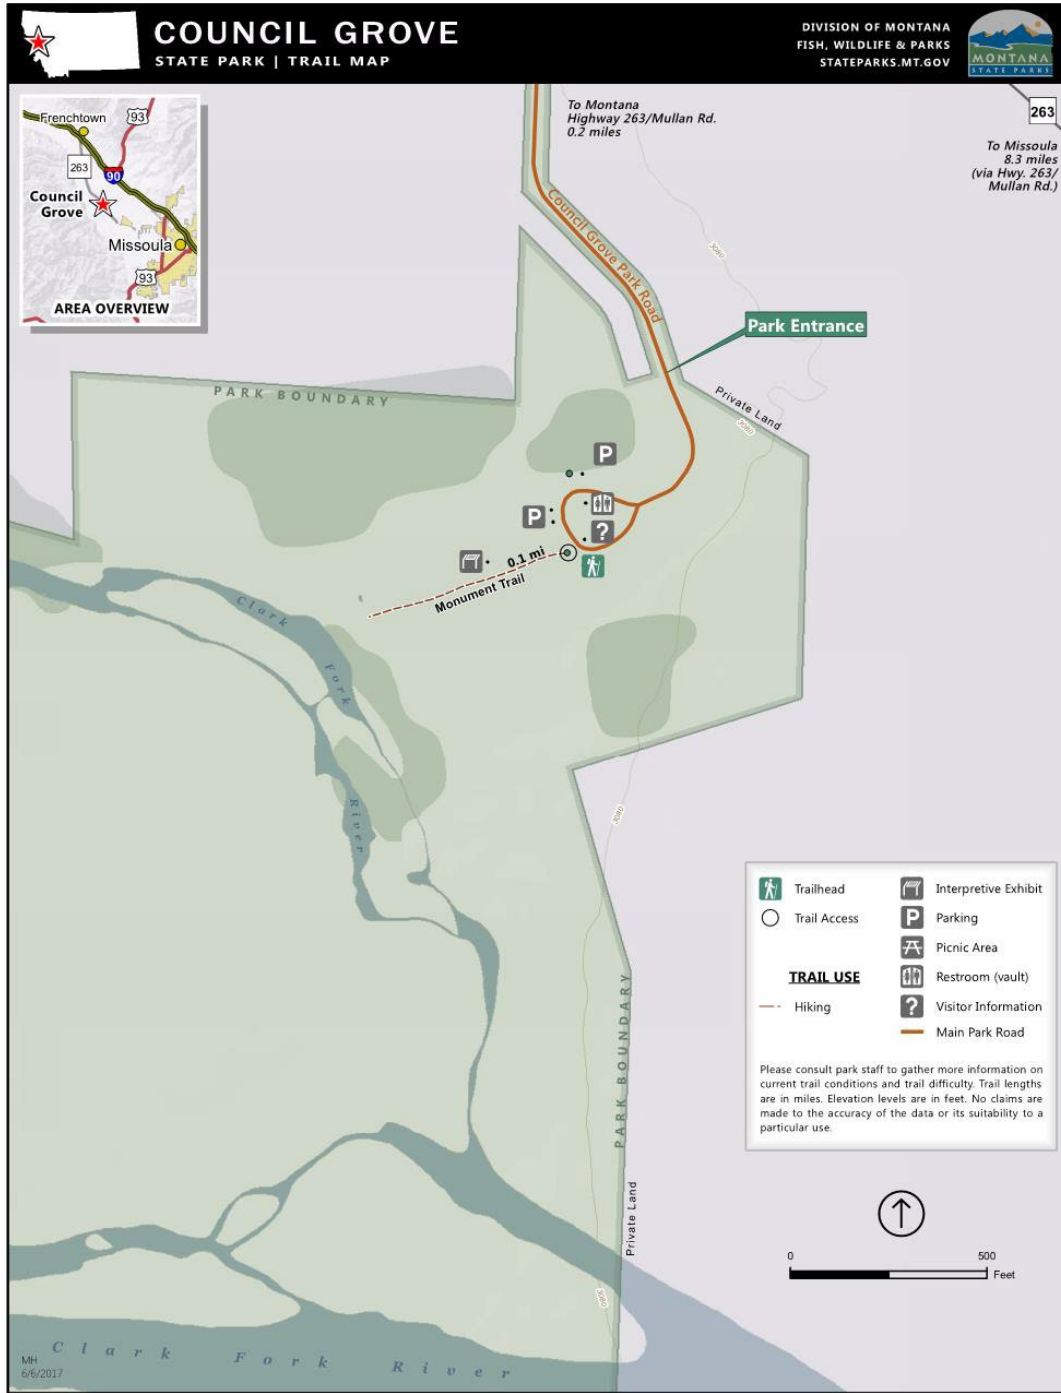 COUNCIL GROVE
STATE PARK | TRAIL MAP
DIVISION OF MONTANA
FISH, WILDLIFE & PARKS
STATEPARKS.MT.GOV
MONTANA
STATE PARKS
Frenchtown
93
263
90
Council
Grove
Missoula
93
AREA OVERVIEW
To Montana
Highway 263/Mullan Rd.
0.2 miles
263
To Missoula
8.3 miles
(via Hwy. 263/
Mullan Rd.)
Council Grove Park Road
3080
Park Entrance
PARK BOUNDARY
Private Land
3080
P
P
?
0.1 mi
Monument Trail
Clark
Fork
River
3080
PARK BOUNDARY
Private Land
3080
Trailhead
Trail Access
TRAIL USE
Hiking
Interpretive Exhibit
P Parking
Picnic Area
Restroom (vault)
? Visitor Information
Main Park Road
Please consult park staff to gather more information on
current trail conditions and trail difficulty. Trail lengths
are in miles. Elevation levels are in feet. No claims are
made to the accuracy of the data or its suitability to a
particular use.
0 500
Feet
Clark Fork River
MH
6/6/2017